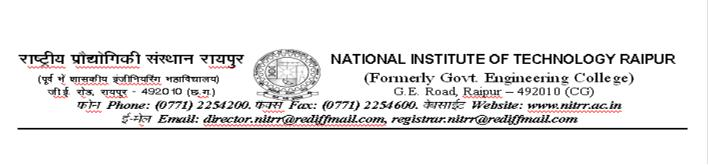 राष्ट्रीय प्रौद्योगिकी संस्थान रायपुर
(पूर्व में शासकीय इंजीनियरिंग महाविद्यालय)
जी.ई. रोड, रायपुर - 492010 (छ.ग.)
NATIONAL INSTITUTE OF TECHNOLOGY RAIPUR
(Formerly Govt. Engineering College)
G.E. Road, Raipur – 492010 (CG)
फोन Phone: (0771) 2254200. फेक्स Fax: (0771) 2254600. वेबसाईट Website: www.nitrr.ac.in
ई-मेल Email: director.nitrr@rediffmail.com, registrar.nitrr@rediffmail.com